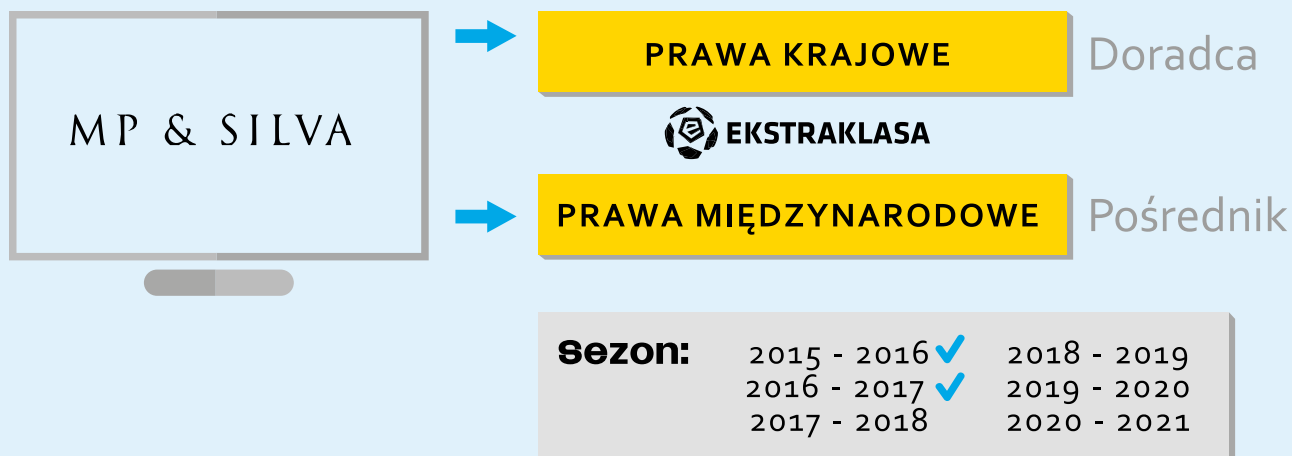 MP & SILVA
PRAWA KRAJOWE
Doradca
EKSTRAKLASA
PRAWA MIĘDZYNARODOWE
Pośrednik
Sezon:
2015 - 2016 2018 - 2019
2016 - 2017 2019 - 2020
2017 - 2018 2020 - 2021